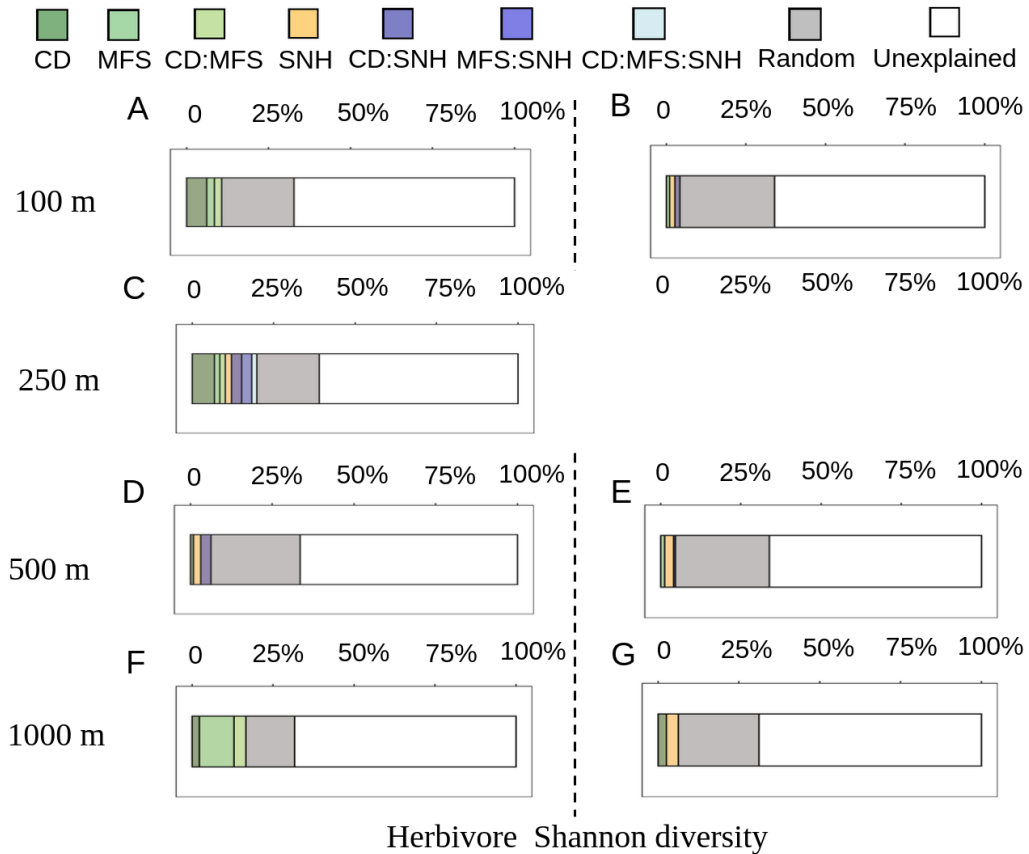 CD MFS CD:MFS SNH CD:SNH MFS:SNH CD:MFS:SNH Random Unexplained
A 0 25% 50% 75% 100%
B 0 25% 50% 75% 100%
100 m
C 0 25% 50% 75% 100%
0 25% 50% 75% 100%
250 m
D 0 25% 50% 75% 100%
E 0 25% 50% 75% 100%
500 m
F 0 25% 50% 75% 100%
G 0 25% 50% 75% 100%
1000 m
Herbivore Shannon diversity